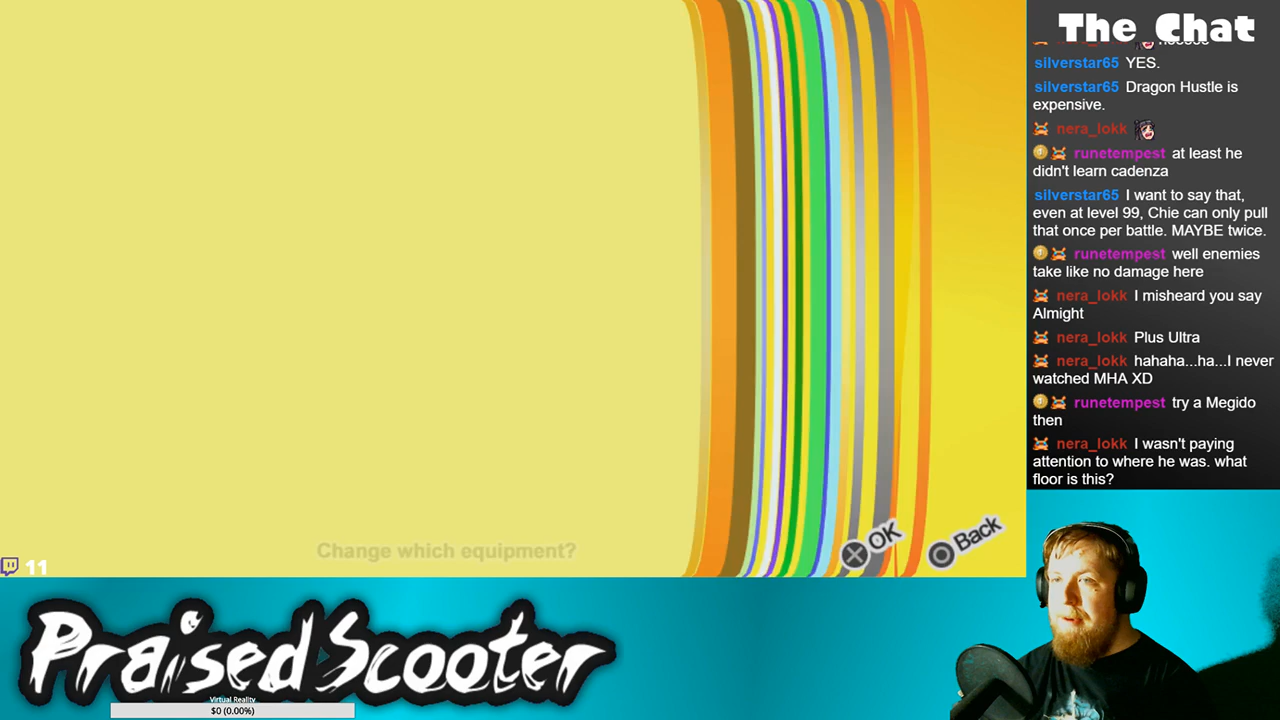 The Chat
silverstar65 YES.
silverstar65 Dragon Hustle is
expensive.
nera_lokk
runetempest at least he
didn't learn cadenza
silverstar65 I want to say that,
even at level 99, Chie can only pull
that once per battle. MAYBE twice.
runetempest well enemies
take like no damage here
nera_lokk I misheard you say
Almight
nera_lokk Plus Ultra
nera_lokk hahaha...ha...I never
watched MHA XD
runetempest try a Megido
then
nera_lokk I wasn't paying
attention to where he was. what
floor is this?
Change which equipment?
OK
Back
11
PraisedScooter
Virtual Reality
$0 (0.00%)